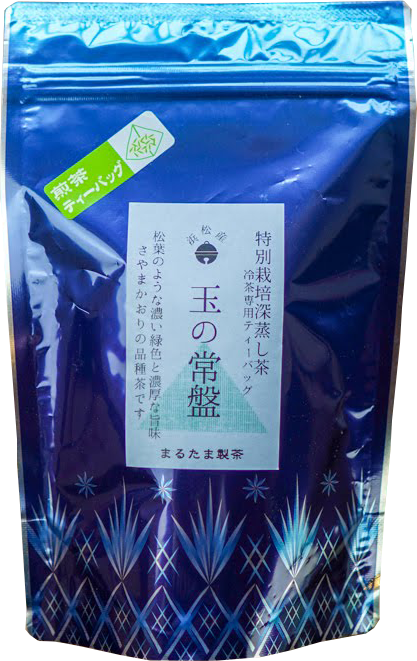 煎茶
ティーバッグ
浜松産
特別栽培深蒸し茶
冷茶専用ティーバッグ
玉の常盤
松葉のような濃い緑色と濃厚な旨味
さやまかおりの品種茶です
まるたま製茶